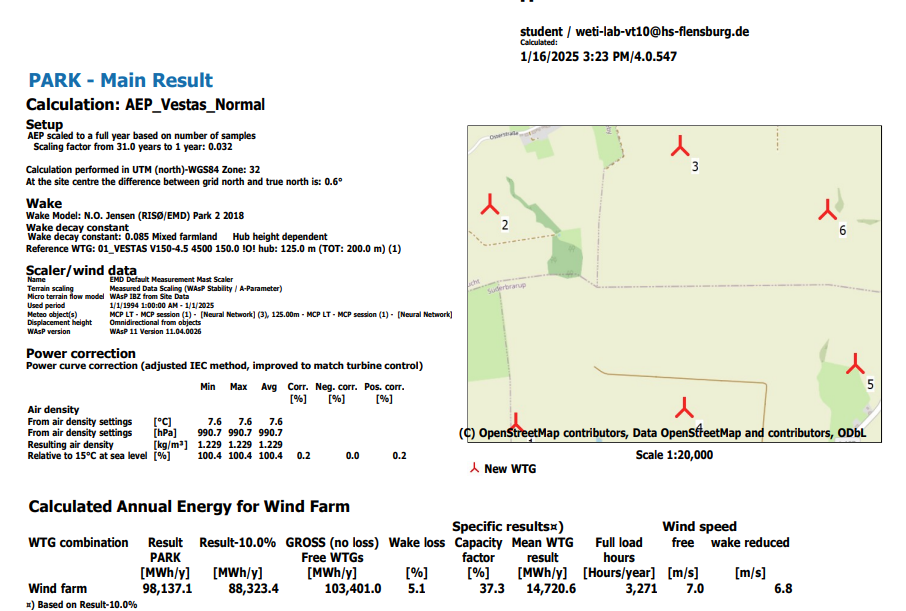 student / weti-lab-vt10@hs-flensburg.de
Calculated:
1/16/2025 3:23 PM/4.0.547
PARK - Main Result
Calculation: AEP_Vestas_Normal
Setup
AEP scaled to a full year based on number of samples
Scaling factor from 31.0 years to 1 year: 0.032
Calculation performed in UTM (north)-WGS84 Zone: 32
At the site centre the difference between grid north and true north is: 0.6°
Wake
Wake Model: N.O. Jensen (RISØ/EMD) Park 2 2018
Wake decay constant
Wake decay constant: 0.085 Mixed farmland Hub height dependent
Reference WTG: 01_VESTAS V150-4.5 4500 150.0 !O! hub: 125.0 m (TOT: 200.0 m) (1)
Scaler/wind data
Name EMD Default Measurement Mast Scaler
Terrain scaling Measured Data Scaling (WAsP Stability / A-Parameter)
Micro terrain flow model WAsP IBZ from Site Data
Used period 1/1/1994 1:00:00 AM - 1/1/2025
Meteo object(s) MCP LT - MCP session (1) - [Neural Network] (3), 125.00m - MCP LT - MCP session (1) - [Neural Network]
Displacement height Omnidirectional from objects
WAsP version WAsP 11 Version 11.04.0026
Power correction
Power curve correction (adjusted IEC method, improved to match turbine control)
Min Max Avg Corr. Neg. corr. Pos. corr.
[%] [%] [%]
Air density
From air density settings [°C] 7.6 7.6 7.6
From air density settings [hPa] 990.7 990.7 990.7
Resulting air density [kg/m³] 1.229 1.229 1.229
Relative to 15°C at sea level [%] 100.4 100.4 100.4 0.2 0.0 0.2
Osterstraße
3
2
6
Süderbrarup
5
4
(C) OpenStreetMap contributors, Data OpenStreetMap and contributors, ODbL
Scale 1:20,000
New WTG
Calculated Annual Energy for Wind Farm
Specific results¤) Wind speed
WTG combination Result Result-10.0% GROSS (no loss) Wake loss Capacity Mean WTG Full load free wake reduced
PARK Free WTGs factor result hours
[MWh/y] [MWh/y] [MWh/y] [%] [%] [MWh/y] [Hours/year] [m/s] [m/s]
Wind farm 98,137.1 88,323.4 103,401.0 5.1 37.3 14,720.6 3,271 7.0 6.8
¤) Based on Result-10.0%